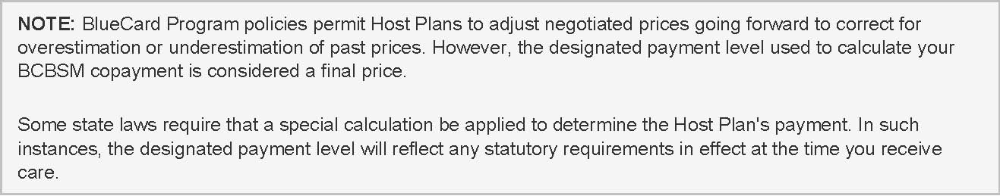 NOTE: BlueCard Program policies permit Host Plans to adjust negotiated prices going forward to correct for
overestimation or underestimation of past prices. However, the designated payment level used to calculate your
BCBSM copayment is considered a final price.
Some state laws require that a special calculation be applied to determine the Host Plan's payment. In such
instances, the designated payment level will reflect any statutory requirements in effect at the time you receive
care.